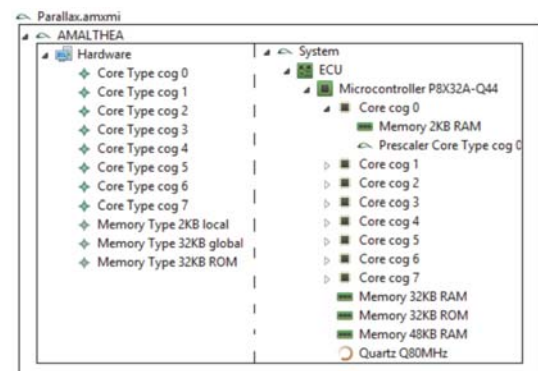 Parallax.amxmi
AMALTHEA
Hardware
Core Type cog 0
Core Type cog 1
Core Type cog 2
Core Type cog 3
Core Type cog 4
Core Type cog 5
Core Type cog 6
Core Type cog 7
Memory Type 2KB local
Memory Type 32KB global
Memory Type 32KB ROM
System
ECU
Microcontroller P8X32A-Q44
Core cog 0
Memory 2KB RAM
Prescaler Core Type cog 0
Core cog 1
Core cog 2
Core cog 3
Core cog 4
Core cog 5
Core cog 6
Core cog 7
Memory 32KB RAM
Memory 32KB ROM
Memory 48KB RAM
Quartz Q80MHz